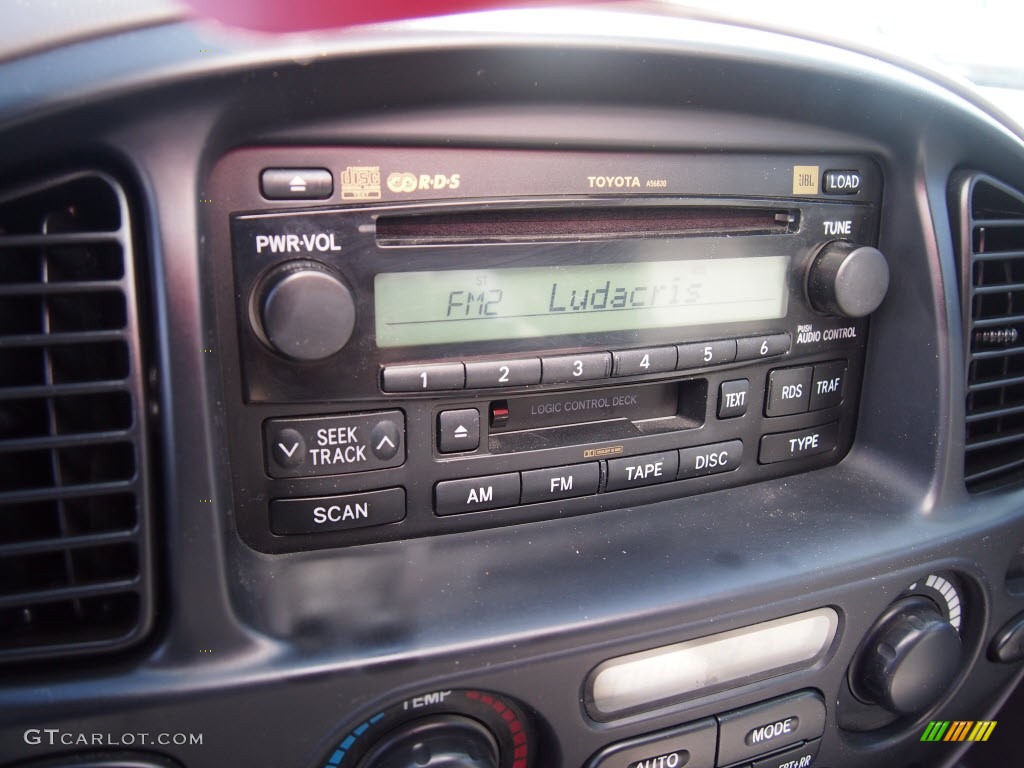 disc
TEXT
R·D·S
TOYOTA A56830
JBL
LOAD
PWR·VOL
TUNE
ST
FM2 Ludacris
PUSH
AUDIO CONTROL
1 2 3 4 5 6
LOGIC CONTROL DECK
TEXT
RDS TRAF
SEEK
TRACK
TYPE
AM FM TAPE DISC
SCAN
TEMP
MODE
AUTO
GTCARLOT.COM